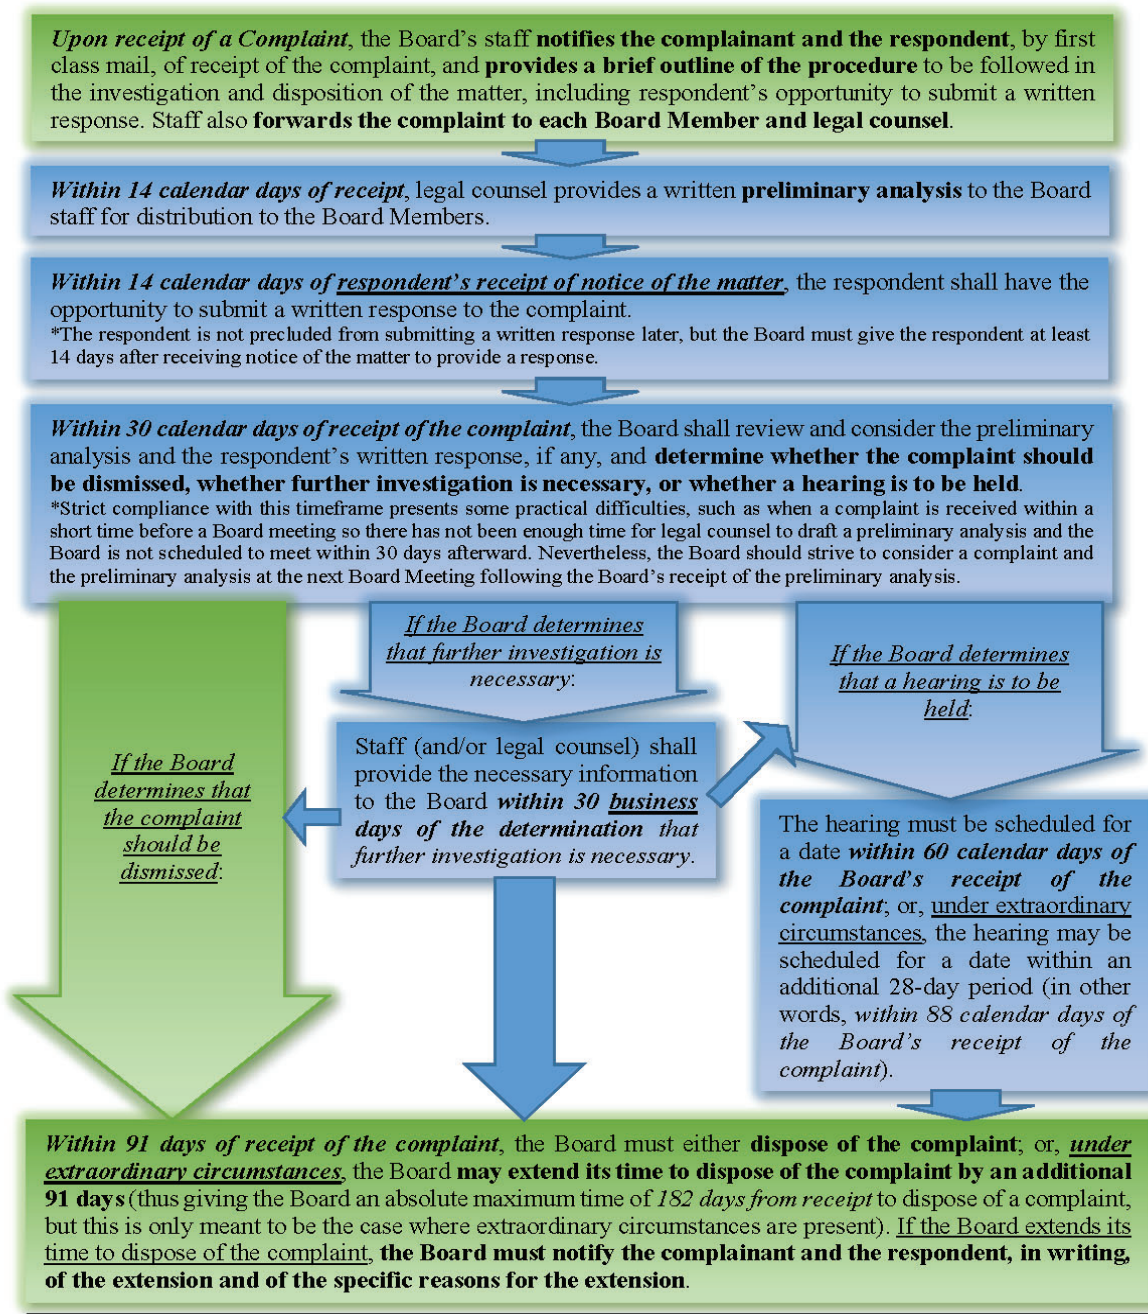 Upon receipt of a Complaint, the Board's staff notifies the complainant and the respondent, by first
class mail, of receipt of the complaint, and provides a brief outline of the procedure to be followed in
the investigation and disposition of the matter, including respondent's opportunity to submit a written
response. Staff also forwards the complaint to each Board Member and legal counsel.
Within 14 calendar days of receipt, legal counsel provides a written preliminary analysis to the Board
staff for distribution to the Board Members.
Within 14 calendar days of respondent's receipt of notice of the matter, the respondent shall have the
opportunity to submit a written response to the complaint.
*The respondent is not precluded from submitting a written response later, but the Board must give the respondent at least
14 days after receiving notice of the matter to provide a response.
Within 30 calendar days of receipt of the complaint, the Board shall review and consider the preliminary
analysis and the respondent's written response, if any, and determine whether the complaint should
be dismissed, whether further investigation is necessary, or whether a hearing is to be held.
*Strict compliance with this timeframe presents some practical difficulties, such as when a complaint is received within a
short time before a Board meeting so there has not been enough time for legal counsel to draft a preliminary analysis and the
Board is not scheduled to meet within 30 days afterward. Nevertheless, the Board should strive to consider a complaint and
the preliminary analysis at the next Board Meeting following the Board's receipt of the preliminary analysis.
If the Board
determines that
the complaint
should be
dismissed:
If the Board determines
that further investigation is
necessary:
Staff (and/or legal counsel) shall
provide the necessary information
to the Board within 30 business
days of the determination that
further investigation is necessary.
If the Board determines
that a hearing is to be
held:
The hearing must be scheduled for
a date within 60 calendar days of
the Board's receipt of the
complaint; or, under extraordinary
circumstances, the hearing may be
scheduled for a date within an
additional 28-day period (in other
words, within 88 calendar days of
the Board's receipt of the
complaint).
Within 91 days of receipt of the complaint, the Board must either dispose of the complaint; or, under
extraordinary circumstances, the Board may extend its time to dispose of the complaint by an additional
91 days (thus giving the Board an absolute maximum time of 182 days from receipt to dispose of a complaint,
but this is only meant to be the case where extraordinary circumstances are present). If the Board extends its
time to dispose of the complaint, the Board must notify the complainant and the respondent, in writing,
of the extension and of the specific reasons for the extension.